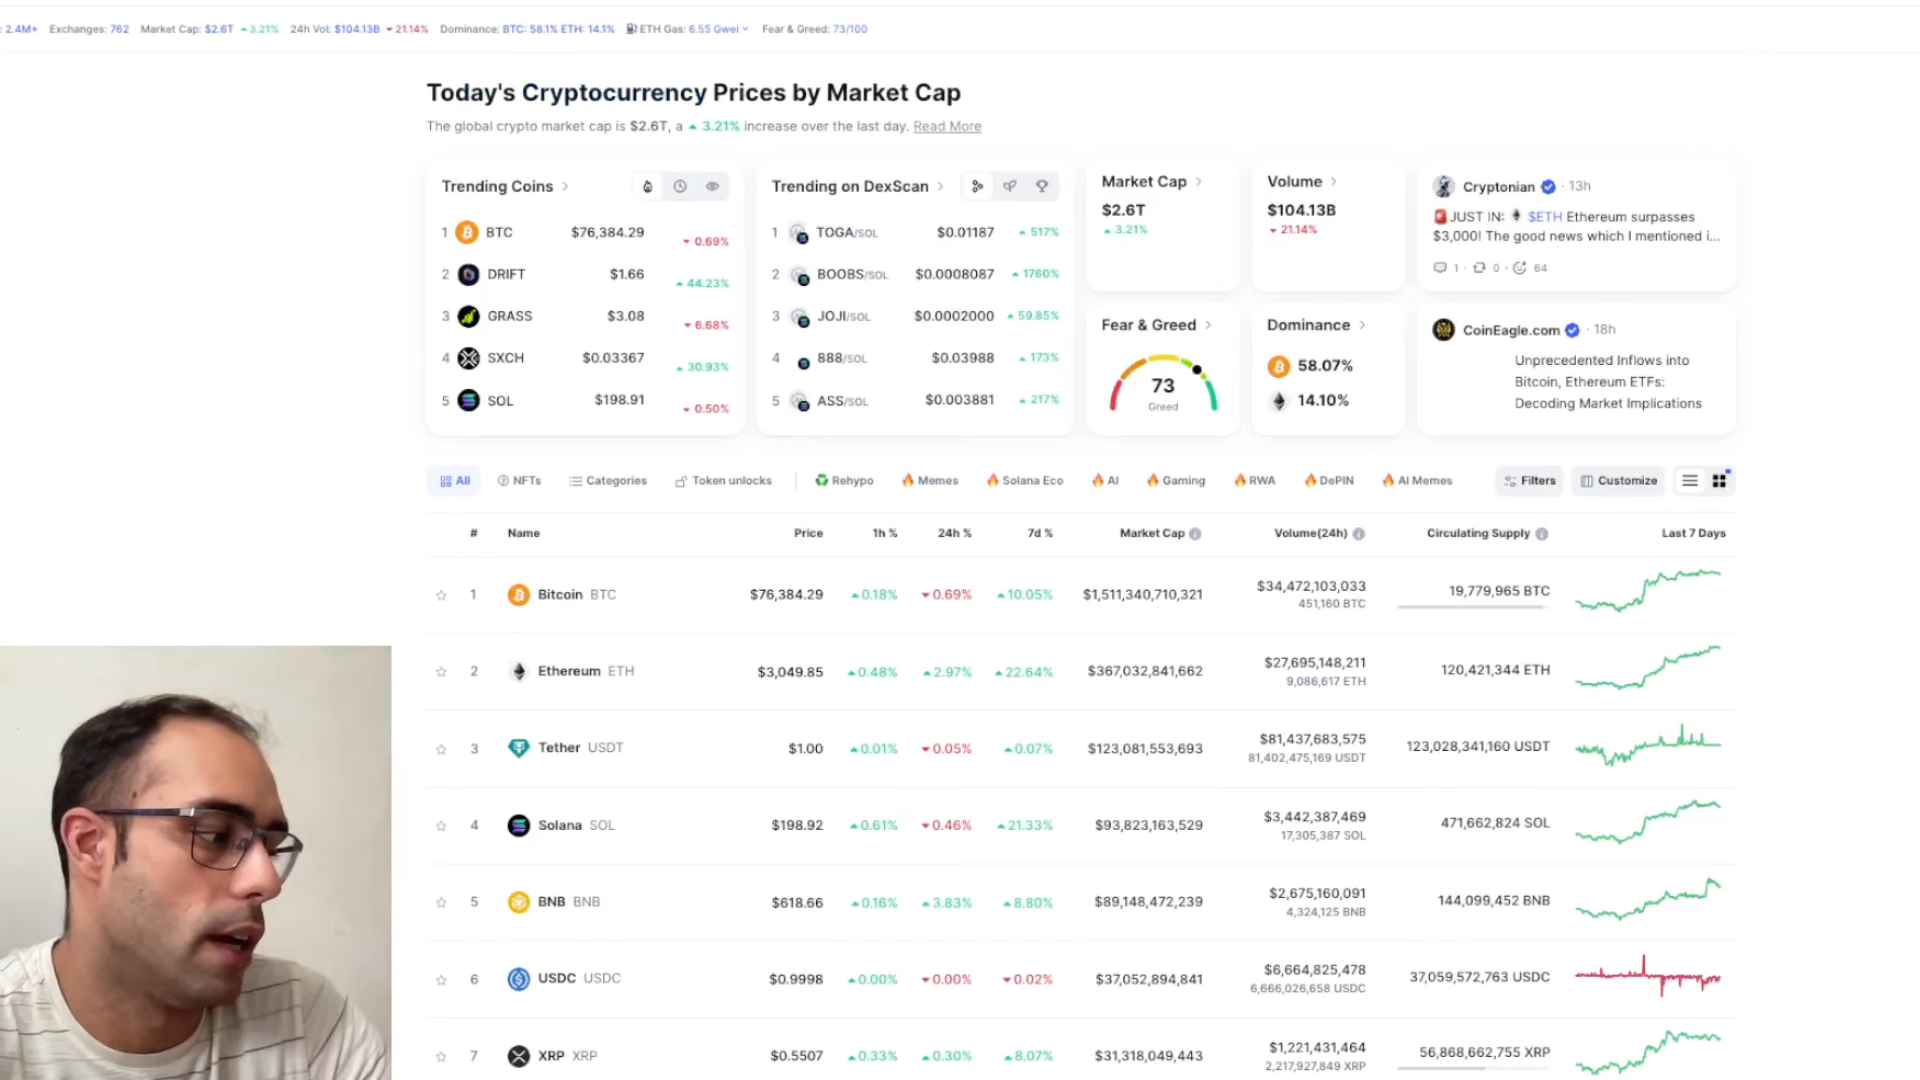 : 2.4M+ Exchanges: 762 Market Cap: $2.6T 3.21% 24h Vol: $104.13B 21.14% Dominance: BTC: 58.1% ETH: 14.1% ETH Gas: 6.55 Gwei Fear & Greed: 73/100
Today's Cryptocurrency Prices by Market Cap
The global crypto market cap is $2.6T, a 3.21% increase over the last day. Read More
Trending Coins
1 BTC $76,384.29 0.69%
2 DRIFT $1.66 44.23%
3 GRASS $3.08 6.68%
4 SXCH $0.03367 30.93%
5 SOL $198.91 0.50%
Trending on DexScan
1 TOGA/SOL $0.01187 517%
2 BOOBS/SOL $0.0008087 1760%
3 JOJI/SOL $0.0002000 59.85%
4 888/SOL $0.03988 173%
5 ASS/SOL $0.003881 217%
Market Cap
$2.6T
3.21%
Volume
$104.13B
21.14%
Fear & Greed
73
Greed
Dominance
58.07%
14.10%
Cryptonian · 13h
JUST IN: $ETH Ethereum surpasses
$3,000! The good news which I mentioned i...
1 · 0 · 64
CoinEagle.com · 18h
Unprecedented Inflows into
Bitcoin, Ethereum ETFs:
Decoding Market Implications
All NFTs Categories Token unlocks Rehypo Memes Solana Eco AI Gaming RWA DePIN AI Memes Filters Customize
# Name Price 1h % 24h % 7d % Market Cap Volume(24h) Circulating Supply Last 7 Days
1 Bitcoin BTC $76,384.29 0.18% 0.69% 10.05% $1,511,340,710,321 $34,472,103,033 19,779,965 BTC
451,160 BTC
2 Ethereum ETH $3,049.85 0.48% 2.97% 22.64% $367,032,841,662 $27,695,148,211 120,421,344 ETH
9,086,617 ETH
3 Tether USDT $1.00 0.01% 0.05% 0.07% $123,081,553,693 $81,437,683,575 123,028,341,160 USDT
81,402,475,169 USDT
4 Solana SOL $198.92 0.61% 0.46% 21.33% $93,823,163,529 $3,442,387,469 471,662,824 SOL
17,305,387 SOL
5 BNB BNB $618.66 0.16% 3.83% 8.80% $89,148,472,239 $2,675,160,091 144,099,452 BNB
4,324,125 BNB
6 USDC USDC $0.9998 0.00% 0.00% 0.02% $37,052,894,841 $6,664,825,478 37,059,572,763 USDC
6,666,026,658 USDC
7 XRP XRP $0.5507 0.33% 0.30% 8.07% $31,318,049,443 $1,221,431,464 56,868,662,755 XRP
2,217,927,849 XRP